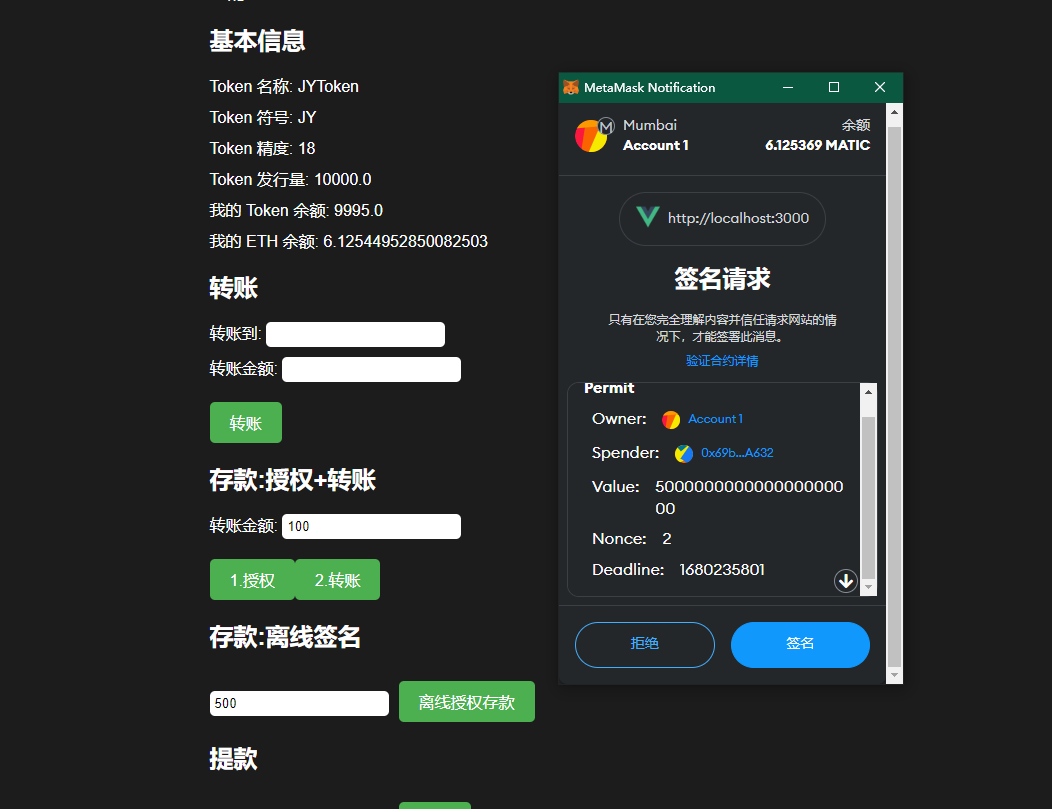 基本信息
Token 名称: JYToken
Token 符号: JY
Token 精度: 18
Token 发行量: 10000.0
我的 Token 余额: 9995.0
我的 ETH 余额: 6.12544952850082503
转账
转账到:
转账金额:
转账
存款:授权+转账
转账金额: 100
1.授权 2.转账
存款:离线签名
500 离线授权存款
提款
MetaMask Notification
M
Mumbai 余额
Account 1 6.125369 MATIC
http://localhost:3000
签名请求
只有在您完全理解内容并信任请求网站的情
况下，才能签署此消息。
验证合约详情
Permit
Owner: Account 1
Spender: 0x69b...A632
Value: 5000000000000000000
00
Nonce: 2
Deadline: 1680235801
拒绝 签名